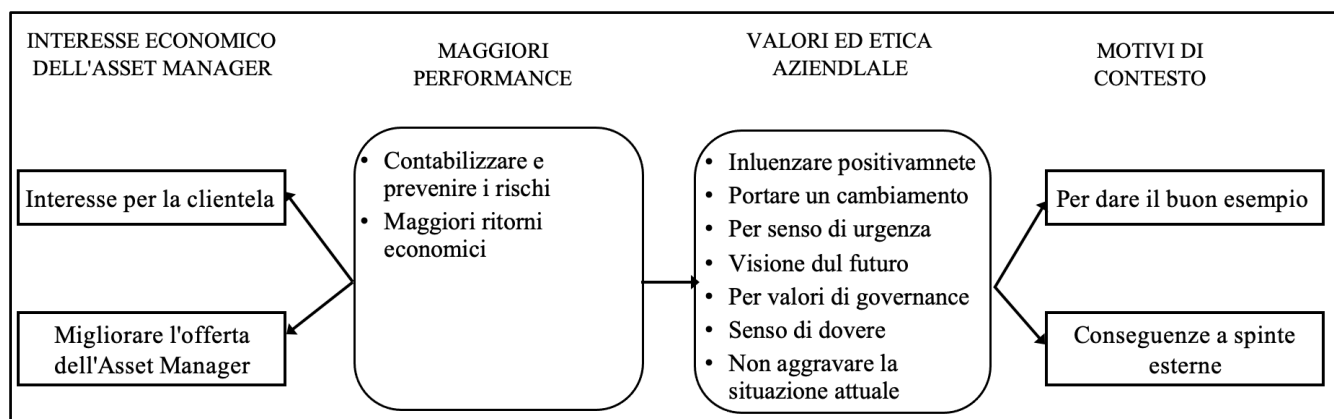 INTERESSE ECONOMICO
DELL'ASSET MANAGER
MAGGIORI
PERFORMANCE
VALORI ED ETICA
AZIENDLALE
MOTIVI DI
CONTESTO
Interesse per la clientela
Migliorare l'offerta
dell'Asset Manager
• Contabilizzare e
prevenire i rischi
• Maggiori ritorni
economici
• Inluenzare positivamnete
• Portare un cambiamento
• Per senso di urgenza
• Visione dul futuro
• Per valori di governance
• Senso di dovere
• Non aggravare la
situazione attuale
Per dare il buon esempio
Conseguenze a spinte
esterne